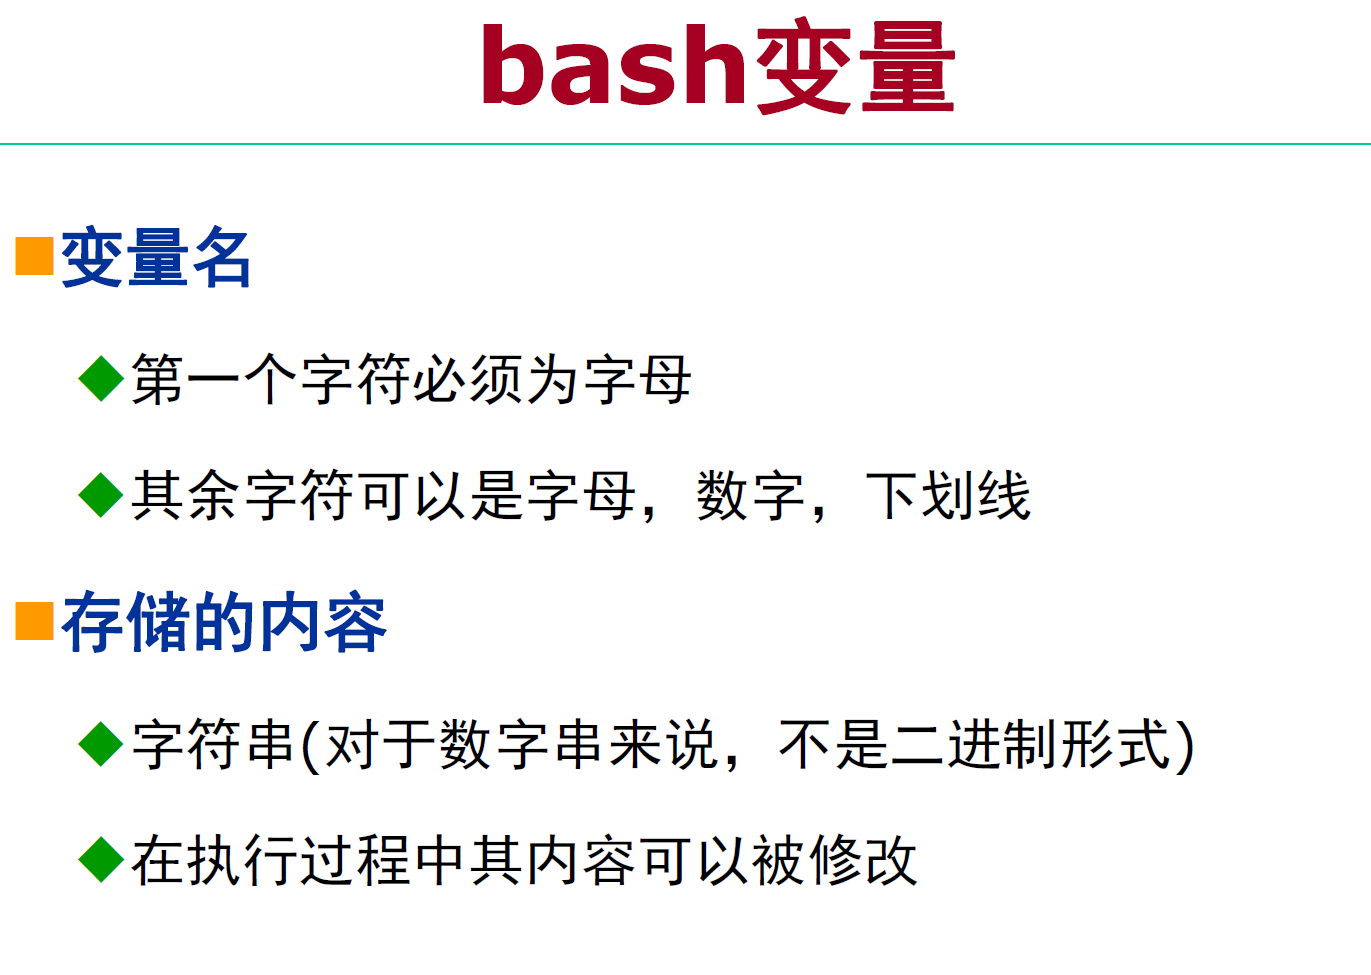 bash变量
变量名
第一个字符必须为字母
其余字符可以是字母，数字，下划线
存储的内容
字符串(对于数字串来说，不是二进制形式)
在执行过程中其内容可以被修改